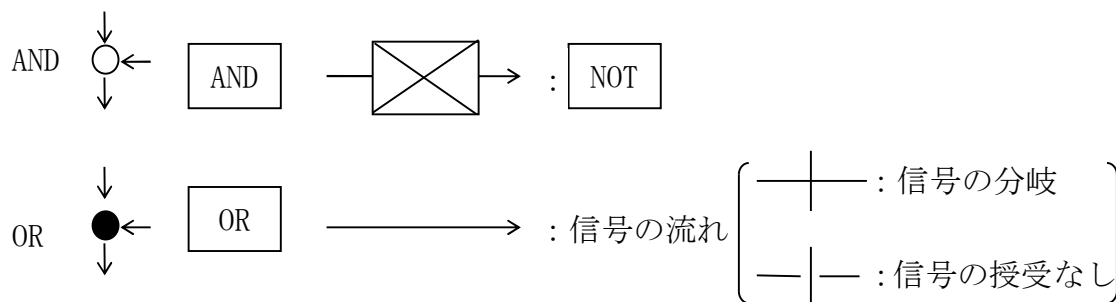 AND AND : NOT
OR OR : 信号の流れ
: 信号の分岐
: 信号の授受なし